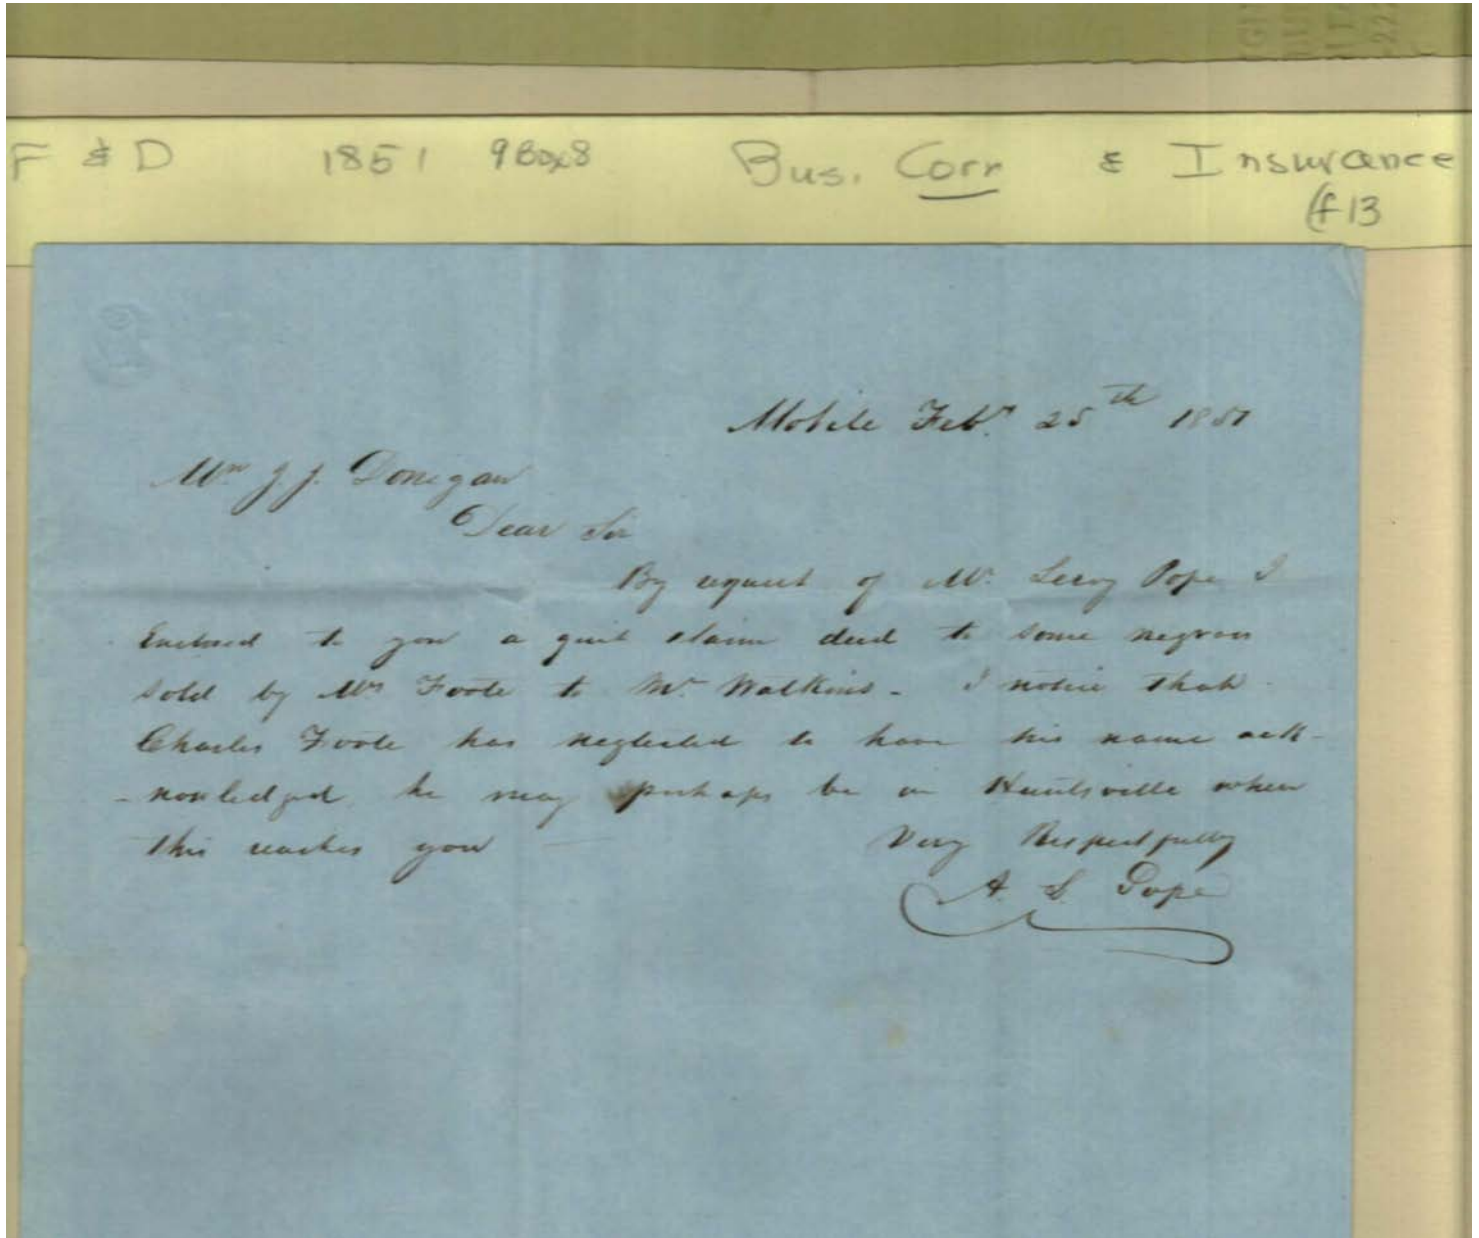 F & D 1851 9Box8 Bus. Corr & Insurance
(f 13
Mobile Feby 25th 1851
Mr J. J. Donegan
Dear Sir
By request of Mr. Leroy Pope I
Enclosed to you a quit claim deed to some negroes
sold by Mrs Foote to Mr Watkins - I notice that
Charles Foote has neglected to have his name ack-
-nowledged, he may perhaps be in Huntsville when
this reaches you —
Very Respectfully
A. S. Pope